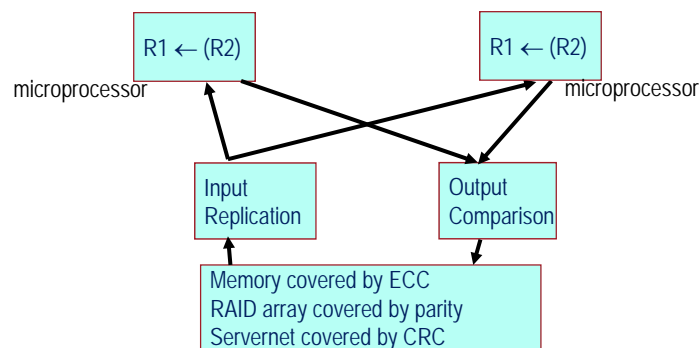 R1 ← (R2)
R1 ← (R2)
microprocessor
microprocessor
Input
Replication
Output
Comparison
Memory covered by ECC
RAID array covered by parity
Servernet covered by CRC